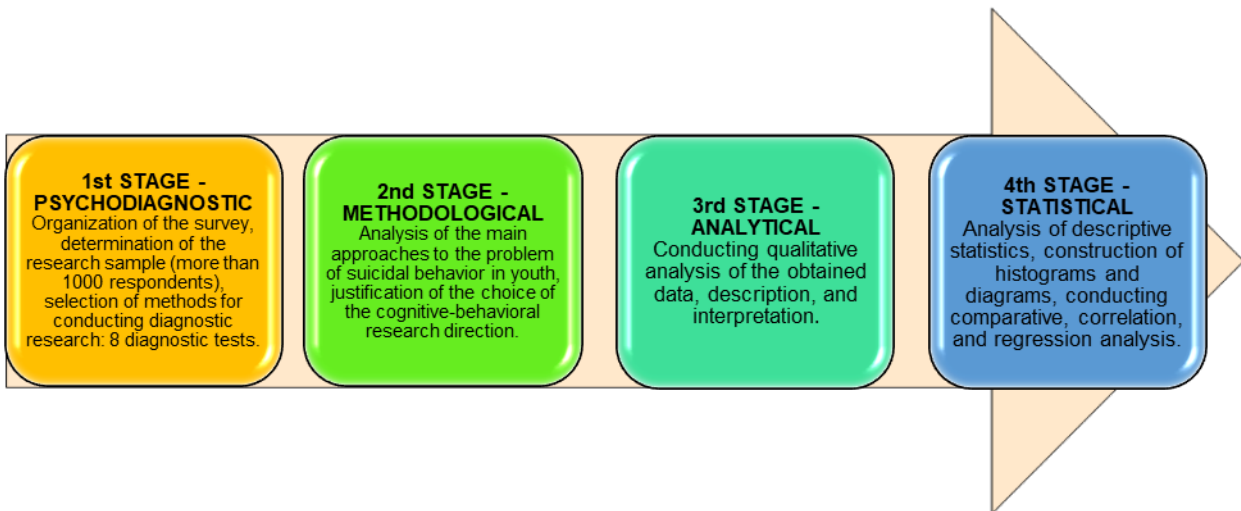 1st STAGE -
PSYCHODIAGNOSTIC
Organization of the survey,
determination of the
research sample (more than
1000 respondents),
selection of methods for
conducting diagnostic
research: 8 diagnostic tests.
2nd STAGE -
METHODOLOGICAL
Analysis of the main
approaches to the problem
of suicidal behavior in youth,
justification of the choice of
the cognitive-behavioral
research direction.
3rd STAGE -
ANALYTICAL
Conducting qualitative
analysis of the obtained
data, description, and
interpretation.
4th STAGE -
STATISTICAL
Analysis of descriptive
statistics, construction of
histograms and
diagrams, conducting
comparative, correlation,
and regression analysis.